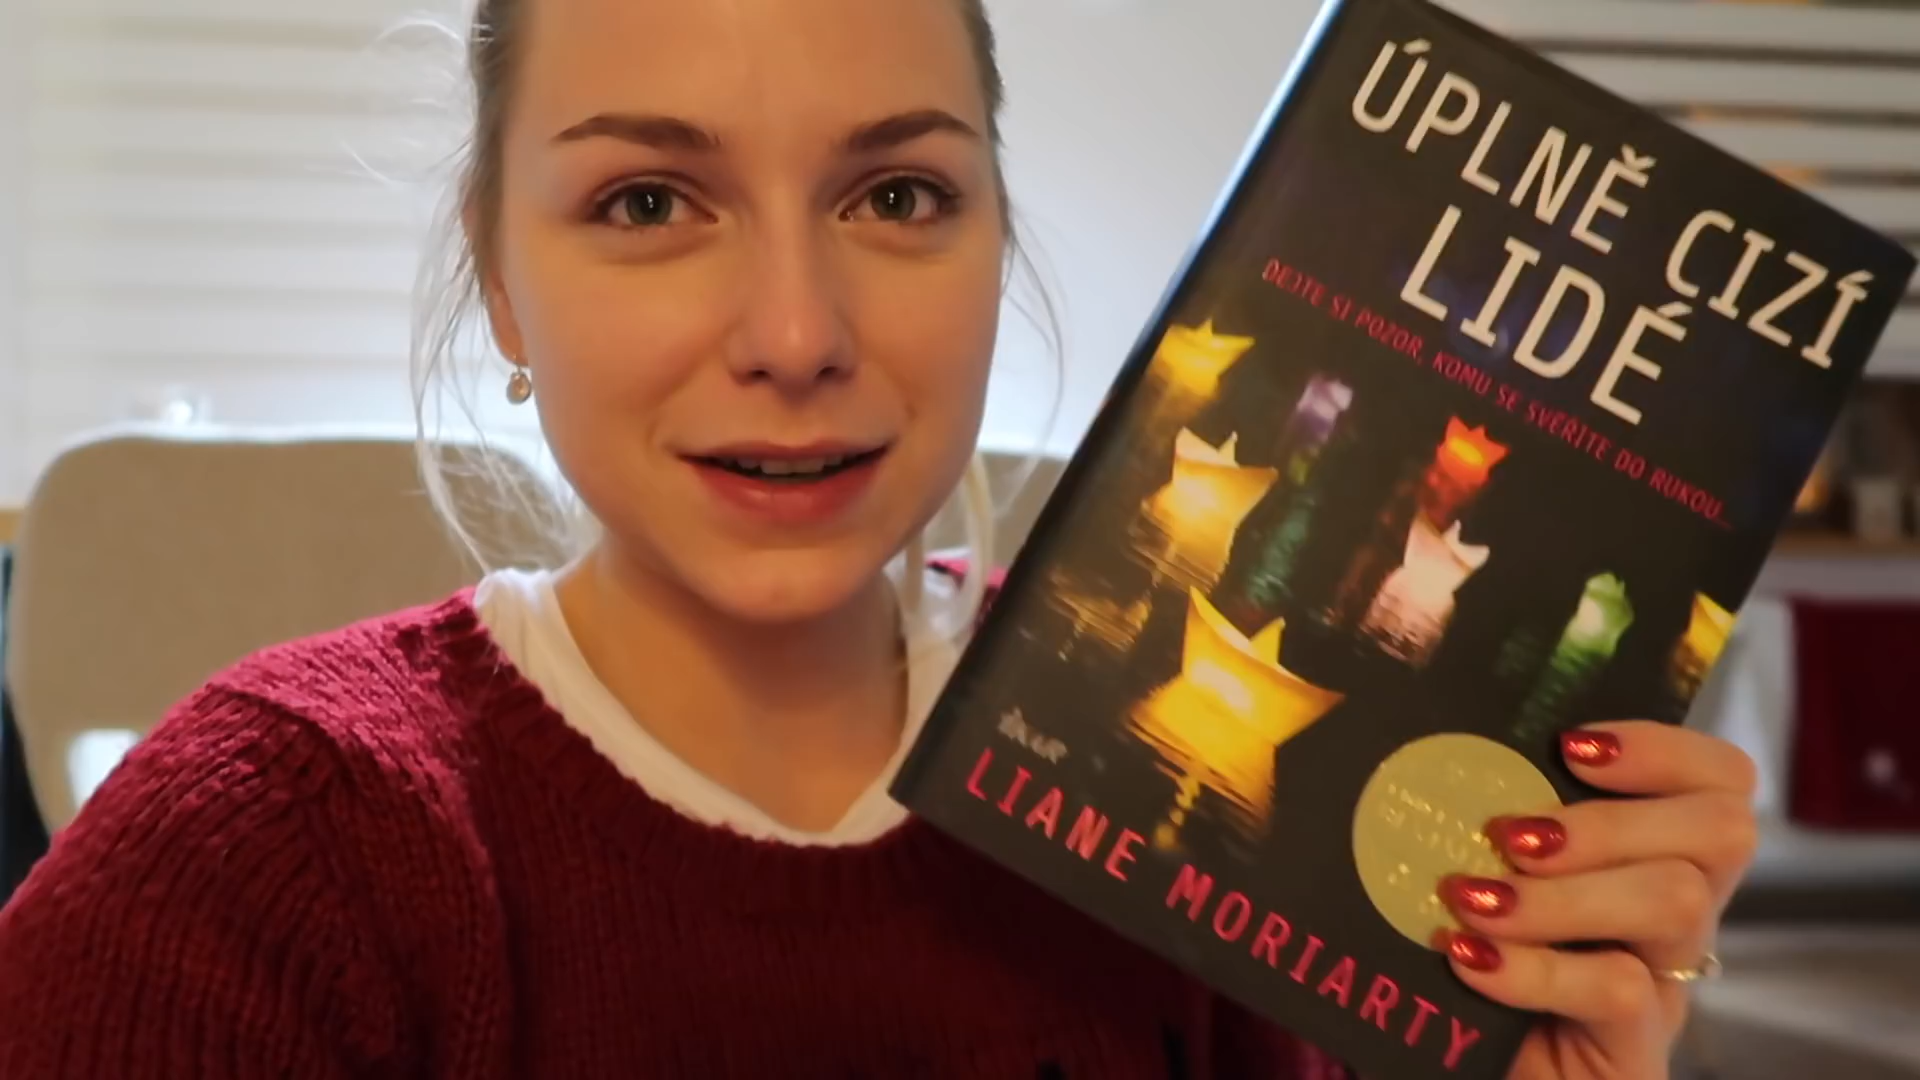 ÚPLNĚ CIZÍ
LIDÉ
DEJTE SI POZOR, KOMU SE SVĚŘÍTE DO RUKOU...
LIANE MORIARTY